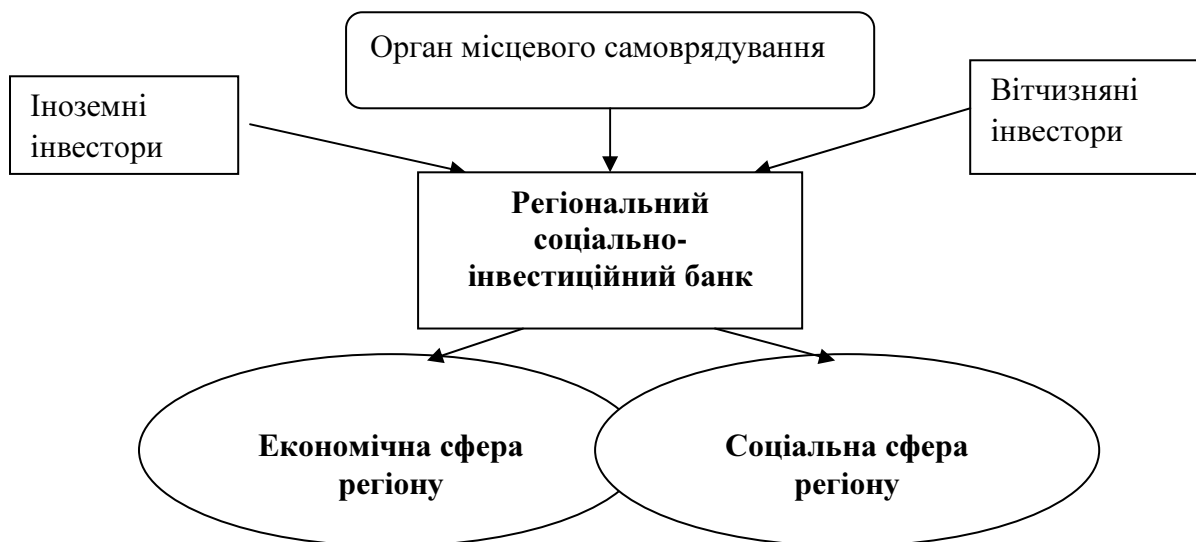 Орган місцевого самоврядування
Іноземні
інвестори
Вітчизняні
інвестори
Регіональний
соціально-
інвестиційний банк
Економічна сфера
регіону
Соціальна сфера
регіону